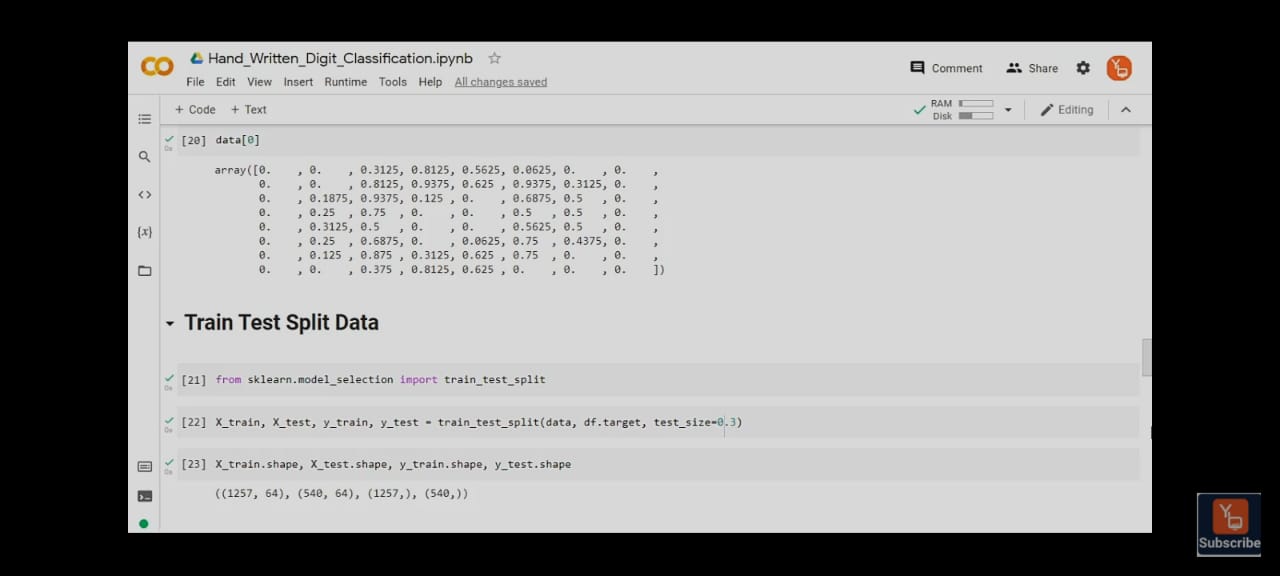 Hand_Written_Digit_Classification.ipynb
Comment
Share
File Edit View Insert Runtime Tools Help All changes saved
+ Code + Text
RAM
Disk
Editing
[20] data[0]
0s
array([0. , 0. , 0.3125, 0.8125, 0.5625, 0.0625, 0. , 0. ,
0. , 0. , 0.8125, 0.9375, 0.625 , 0.9375, 0.3125, 0. ,
0. , 0.1875, 0.9375, 0.125 , 0. , 0.6875, 0.5 , 0. ,
0. , 0.25 , 0.75 , 0. , 0. , 0.5 , 0.5 , 0. ,
0. , 0.3125, 0.5 , 0. , 0. , 0.5625, 0.5 , 0. ,
0. , 0.25 , 0.6875, 0. , 0.0625, 0.75 , 0.4375, 0. ,
0. , 0.125 , 0.875 , 0.3125, 0.625 , 0.75 , 0. , 0. ,
0. , 0. , 0.375 , 0.8125, 0.625 , 0. , 0. , 0. ])
Train Test Split Data
[21] from sklearn.model_selection import train_test_split
0s
[22] X_train, X_test, y_train, y_test = train_test_split(data, df.target, test_size=0.3)
0s
[23] X_train.shape, X_test.shape, y_train.shape, y_test.shape
0s
((1257, 64), (540, 64), (1257,), (540,))
{x}
Subscribe